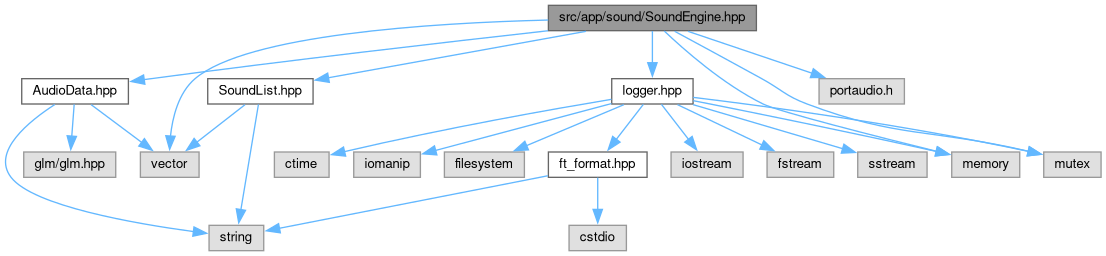 src/app/sound/SoundEngine.hpp
AudioData.hpp
SoundList.hpp
logger.hpp
portaudio.h
glm/glm.hpp
vector
ctime
iomanip
filesystem
ft_format.hpp
iostream
fstream
sstream
memory
mutex
string
cstdio